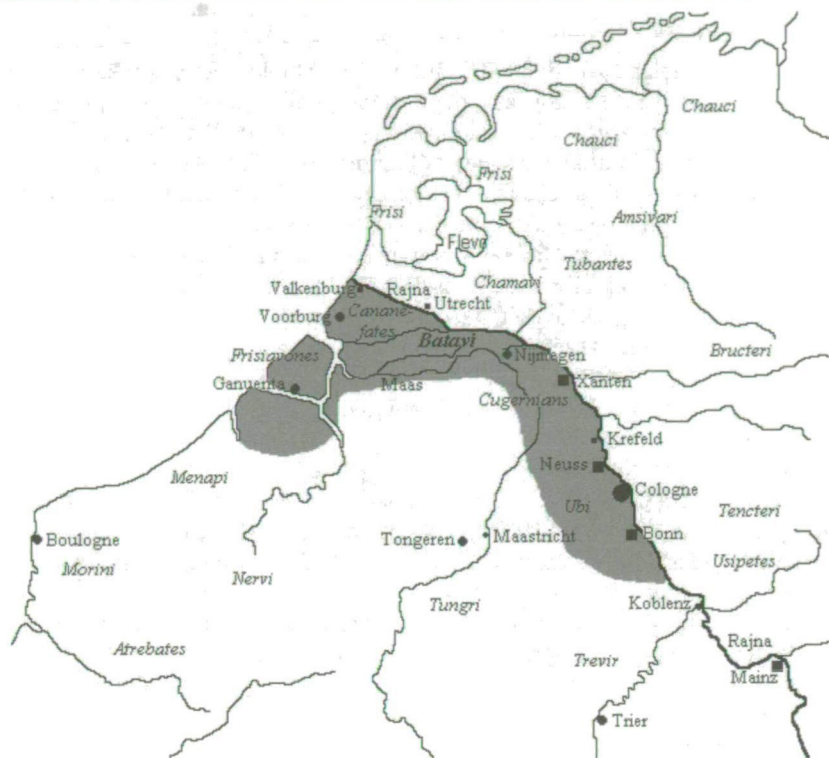 Chauci
Chauci
Frisi
Amsivari
Frisi
Flevo
Tubantes
Chamavi
Valkenburg
Rajna
Utrecht
Voorburg
Canane-
fates
Batavi
Bructeri
Frisiavones
Nijmegen
Ganuenta
Maas
Xanten
Cugernians
Krefeld
Menapi
Neuss
Cologne
Ubi
Tencteri
Boulogne
Tongeren
Maastricht
Bonn
Morini
Nervi
Usipetes
Tungri
Koblenz
Atrebates
Rajna
Trevir
Mainz
Trier